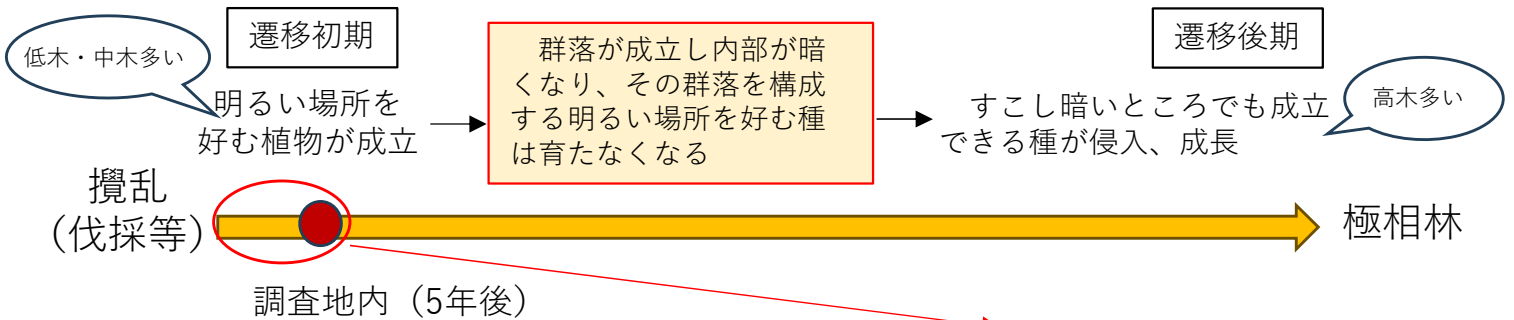 遷移初期
低木・中木多い
明るい場所を
好む植物が成立
群落が成立し内部が暗
くなり、その群落を構成
する明るい場所を好む種
は育たなくなる
遷移後期
すこし暗いところでも成立
できる種が侵入、成長
高木多い
攪乱
(伐採等)
極相林
調査地内（5年後）